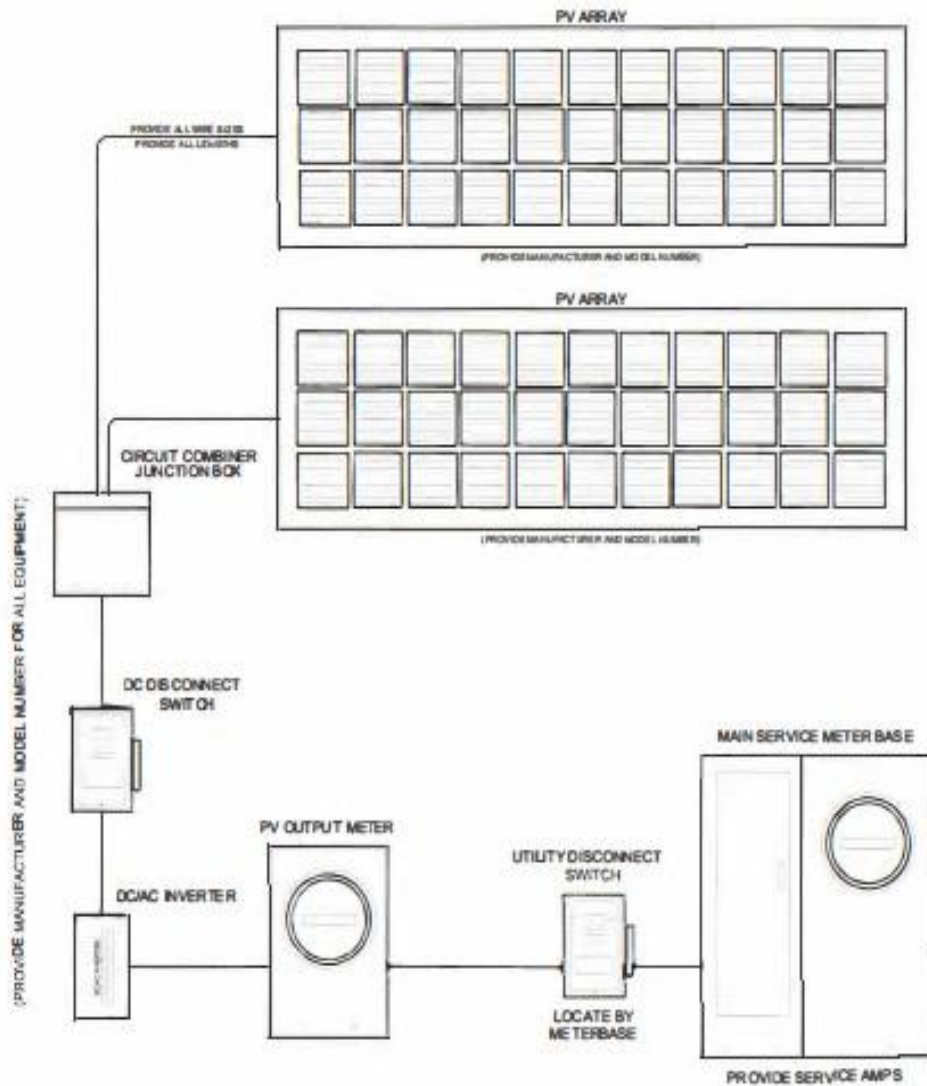 PV ARRAY
PROVIDE ALL WIRE SIZES
PROVIDE ALL LENGTHS
(PROVIDE MANUFACTURER AND MODEL NUMBER)
PV ARRAY
CIRCUIT COMBINER
JUNCTION BOX
(PROVIDE MANUFACTURER AND MODEL NUMBER)
(PROVIDE MANUFACTURER AND MODEL NUMBER FOR ALL EQUIPMENT)
DC DISCONNECT
SWITCH
MAIN SERVICE METER BASE
PV OUTPUT METER
UTILITY DISCONNECT
SWITCH
DC/AC INVERTER
LOCATE BY
METERBASE
PROVIDE SERVICE AMPS